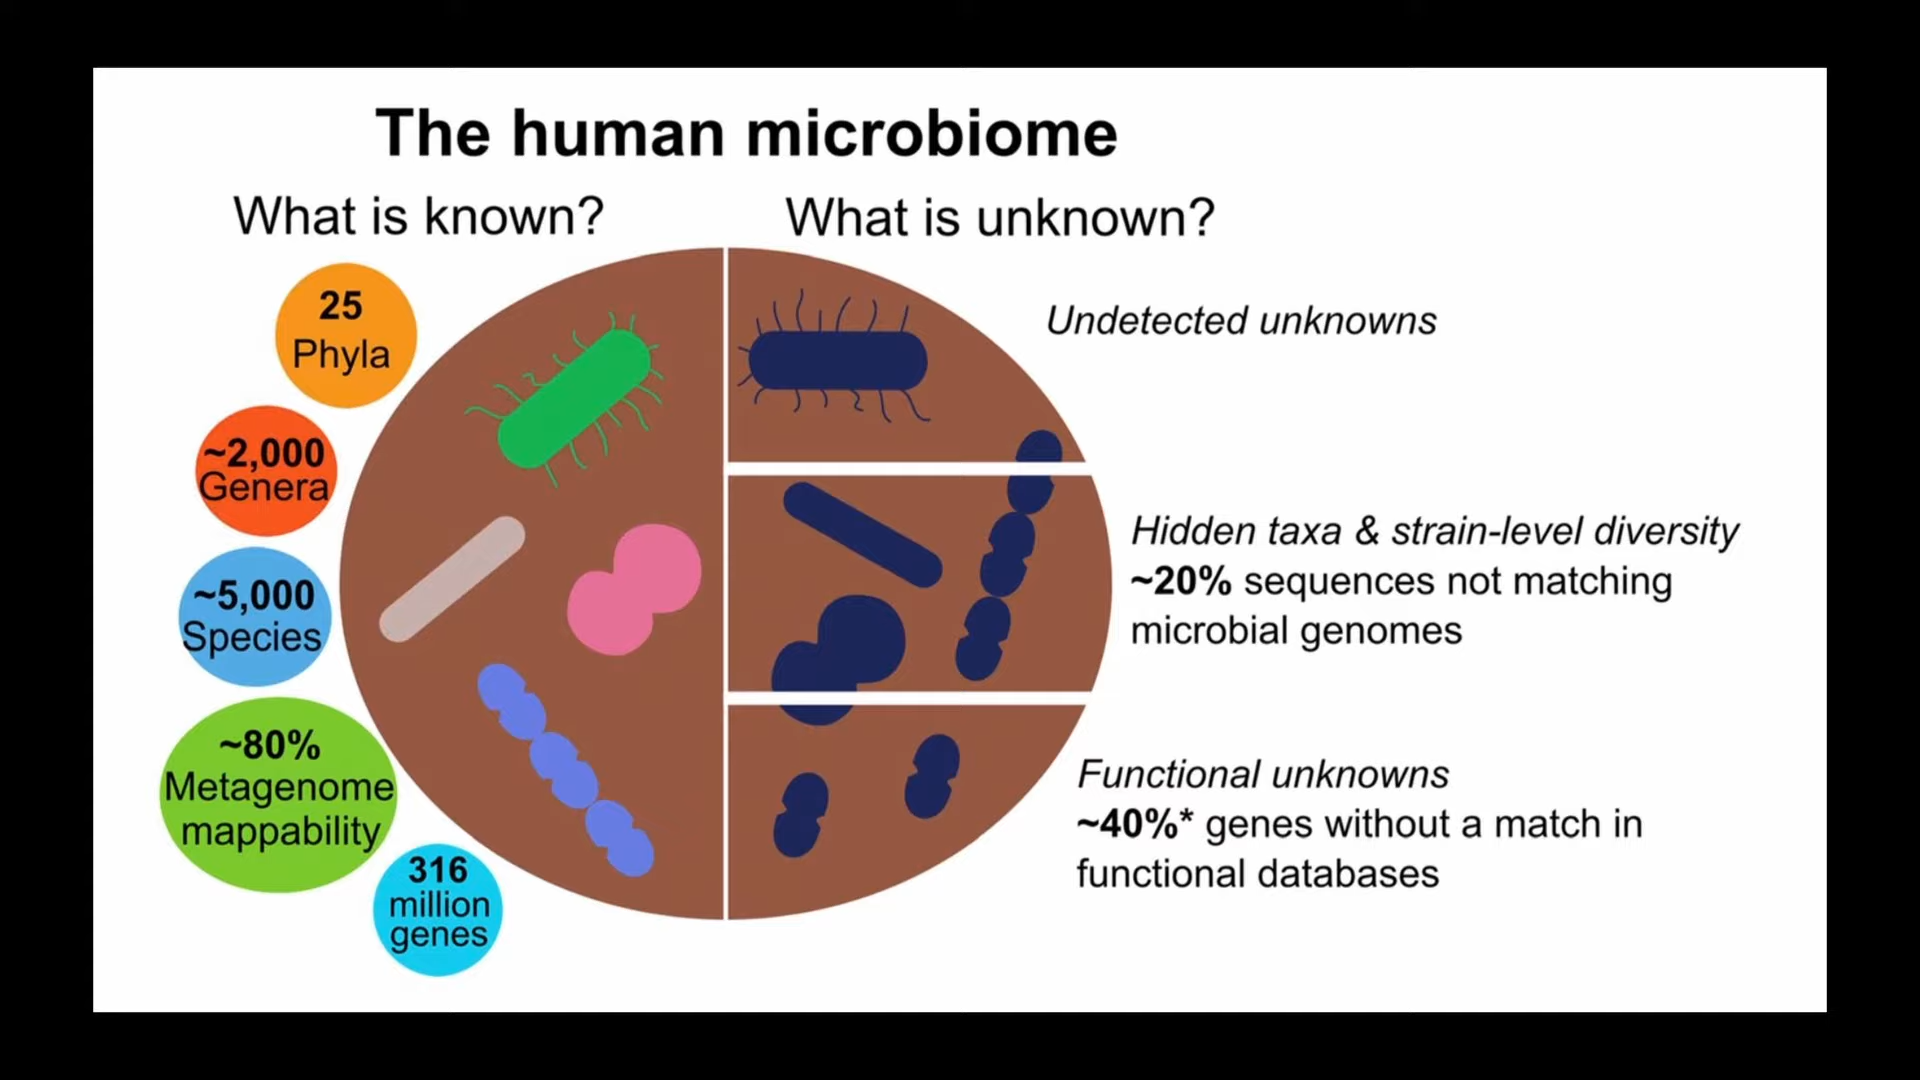 The human microbiome
What is known?
What is unknown?
25
Phyla
~2,000
Genera
~5,000
Species
~80%
Metagenome
mappability
316
million
genes
Undetected unknowns
Hidden taxa & strain-level diversity
~20% sequences not matching
microbial genomes
Functional unknowns
~40%* genes without a match in
functional databases